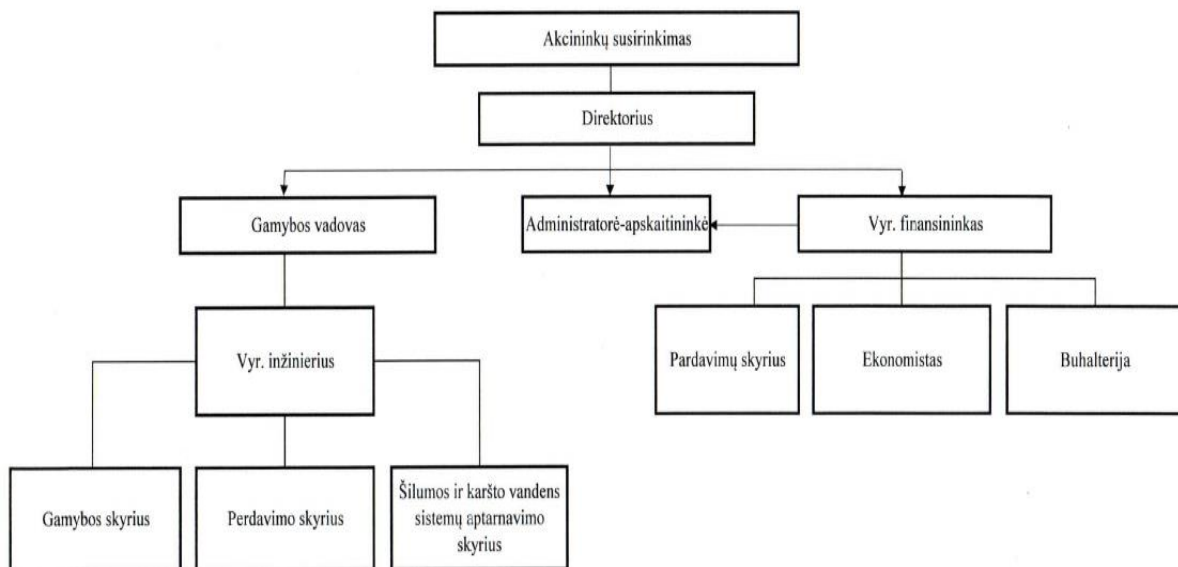 Akcininkų susirinkimas
Direktorius
Gamybos vadovas
Administratorė-apskaitininkė
Vyr. finansininkas
Vyr. inžinierius
Pardavimų skyrius
Ekonomistas
Buhalterija
Gamybos skyrius
Perdavimo skyrius
Šilumos ir karšto vandens
sistemų aptarnavimo
skyrius